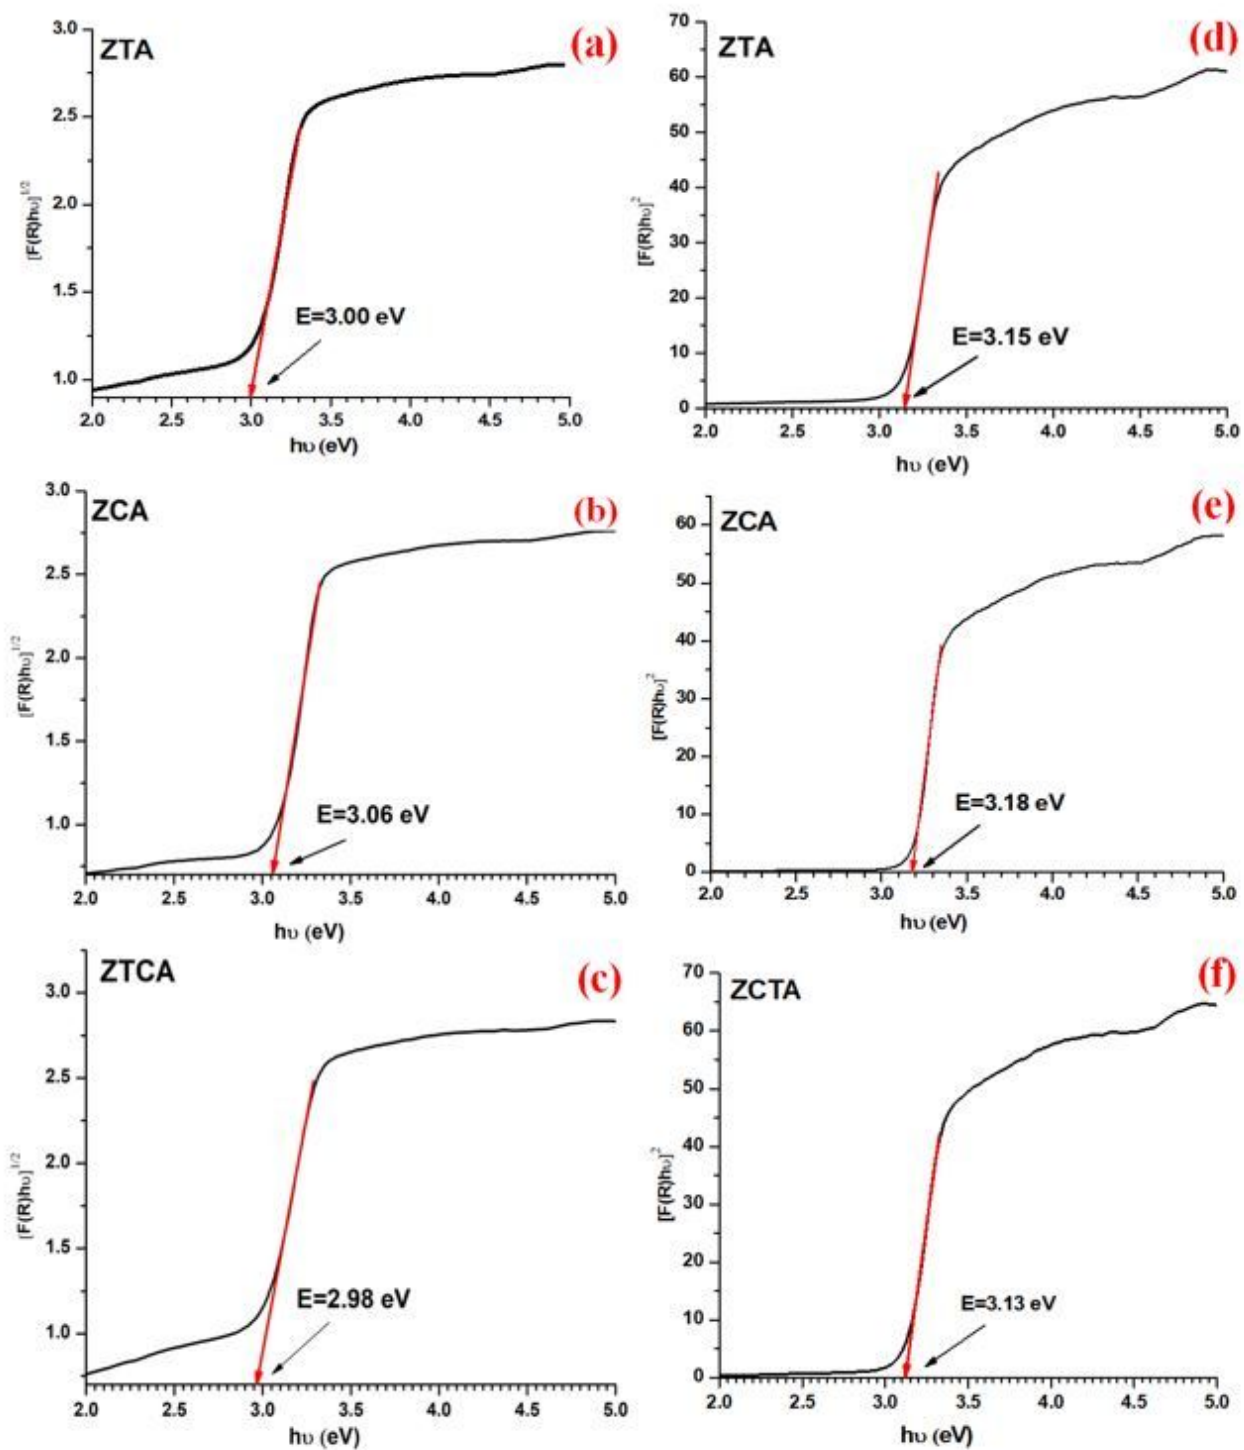 ZTA
(a)
[F(R)hυ]^1/2
3.0
2.5
2.0
1.5
1.0
E=3.00 eV
2.0 2.5 3.0 3.5 4.0 4.5 5.0
hυ (eV)
ZTA
(d)
[F(R)hυ]^2
70
60
50
40
30
20
10
0
E=3.15 eV
2.0 2.5 3.0 3.5 4.0 4.5 5.0
hυ (eV)
ZCA
(b)
[F(R)hυ]^1/2
3.0
2.5
2.0
1.5
1.0
E=3.06 eV
2.0 2.5 3.0 3.5 4.0 4.5 5.0
hυ (eV)
ZCA
(e)
[F(R)hυ]^2
60
50
40
30
20
10
0
E=3.18 eV
2.0 2.5 3.0 3.5 4.0 4.5 5.0
hυ (eV)
ZTCA
(c)
[F(R)hυ]^1/2
3.0
2.5
2.0
1.5
1.0
E=2.98 eV
2.0 2.5 3.0 3.5 4.0 4.5 5.0
hυ (eV)
ZCTA
(f)
[F(R)hυ]^2
70
60
50
40
30
20
10
0
E=3.13 eV
2.0 2.5 3.0 3.5 4.0 4.5 5.0
hυ (eV)